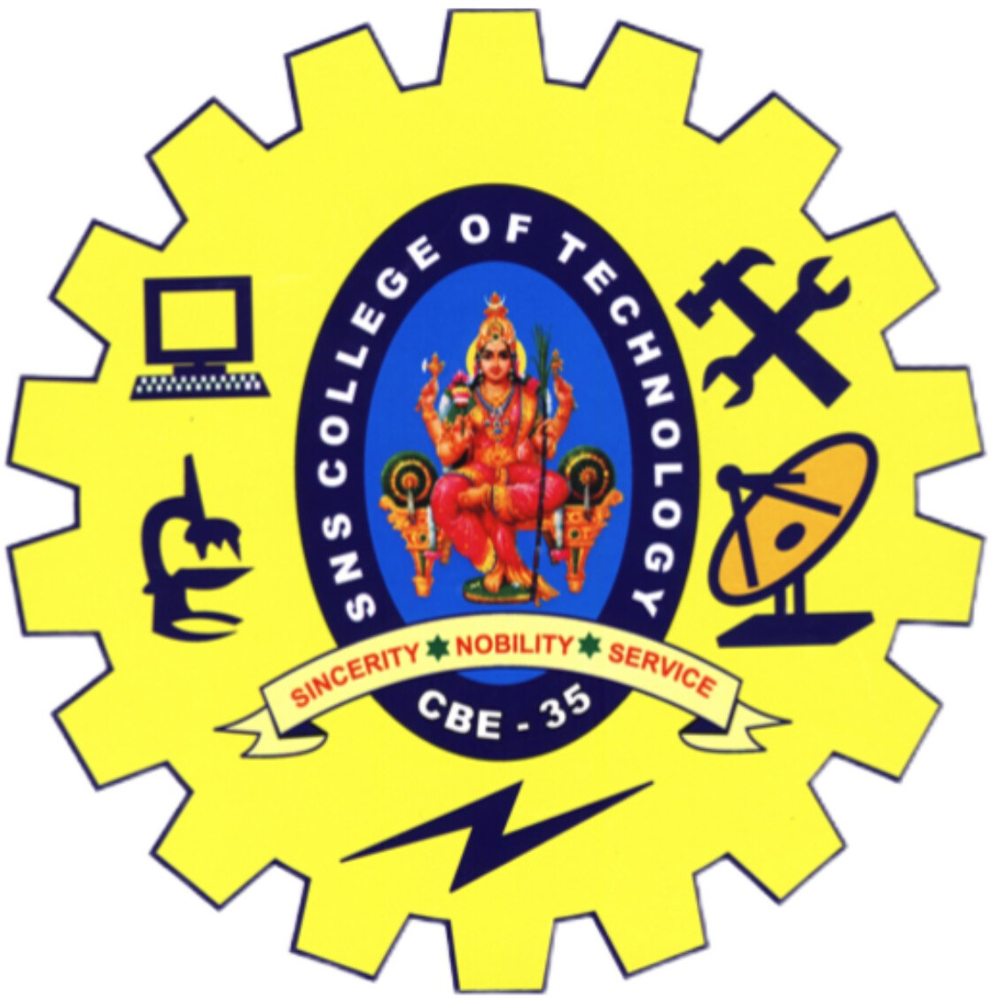 SNS COLLEGE OF TECHNOLOGY
SINCERITY NOBILITY SERVICE
CBE - 35